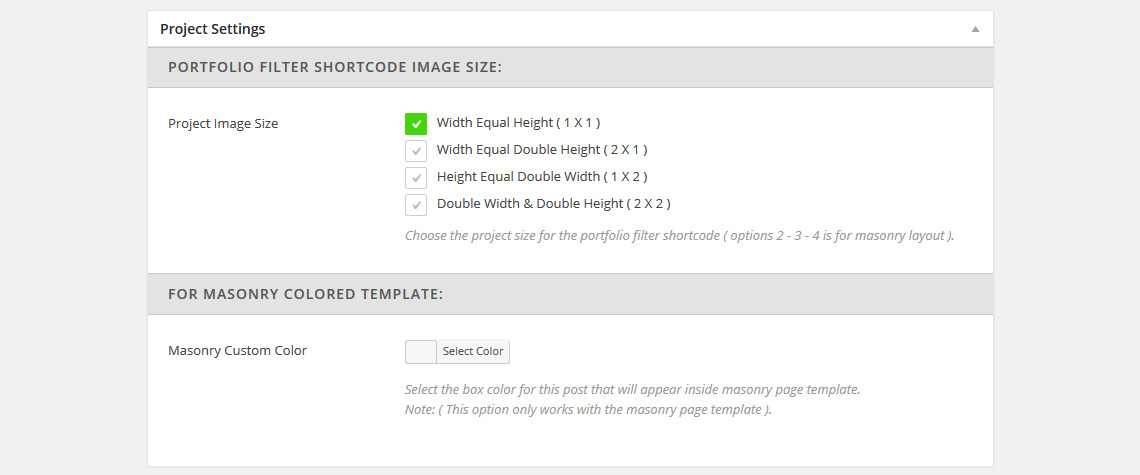 Project Settings
PORTFOLIO FILTER SHORTCODE IMAGE SIZE:
Project Image Size
Width Equal Height ( 1 X 1 )
Width Equal Double Height ( 2 X 1 )
Height Equal Double Width ( 1 X 2 )
Double Width & Double Height ( 2 X 2 )
Choose the project size for the portfolio filter shortcode ( options 2 - 3 - 4 is for masonry layout ).
FOR MASONRY COLORED TEMPLATE:
Masonry Custom Color
Select Color
Select the box color for this post that will appear inside masonry page template.
Note: ( This option only works with the masonry page template ).